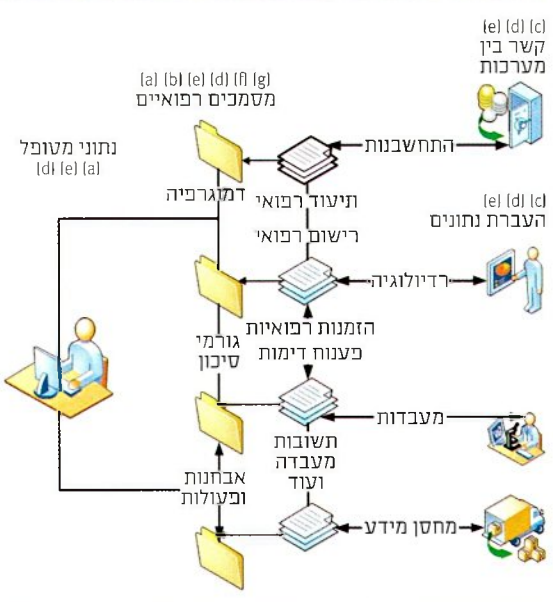 (e) (d) (c)
קשר בין
מערכות
(a) (b) (e) (d) (f) (g)
מסמכים רפואיים
נתוני מטופל
(d) (e) (a)
התחשבנות
דמוגרפיה
תיעוד רפואי
רישום רפואי
(e) (d) (c)
העברת נתונים
רדיולוגיה
הזמנות רפואיות
פענוח דימות
גורמי
סיכון
מעבדות
תשובות
מעבדה
ועוד
אבחנות
ופעולות
מחסן מידע